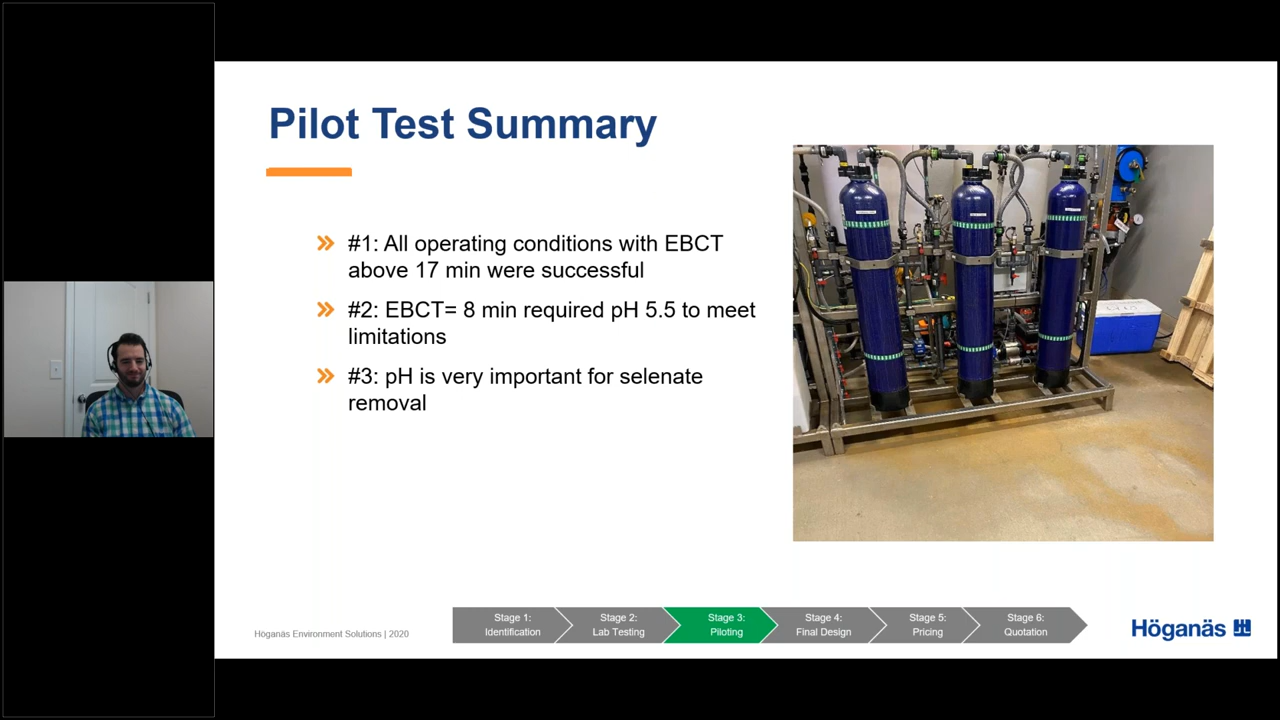 Pilot Test Summary
#1: All operating conditions with EBCT
above 17 min were successful
#2: EBCT= 8 min required pH 5.5 to meet
limitations
#3: pH is very important for selenate
removal
Höganäs Environment Solutions | 2020
Stage 1:
Identification
Stage 2:
Lab Testing
Stage 3:
Piloting
Stage 4:
Final Design
Stage 5:
Pricing
Stage 6:
Quotation
Höganäs